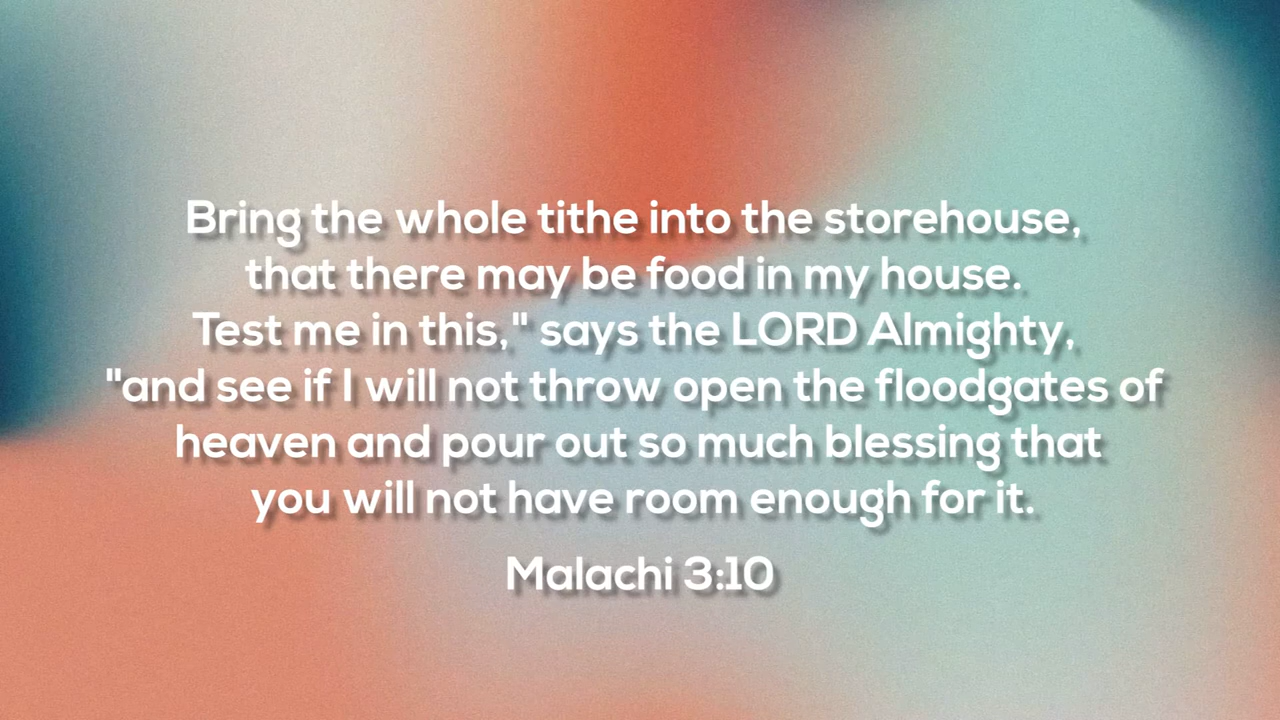 Bring the whole tithe into the storehouse,
that there may be food in my house.
Test me in this," says the LORD Almighty,
"and see if I will not throw open the floodgates of
heaven and pour out so much blessing that
you will not have room enough for it.
Malachi 3:10